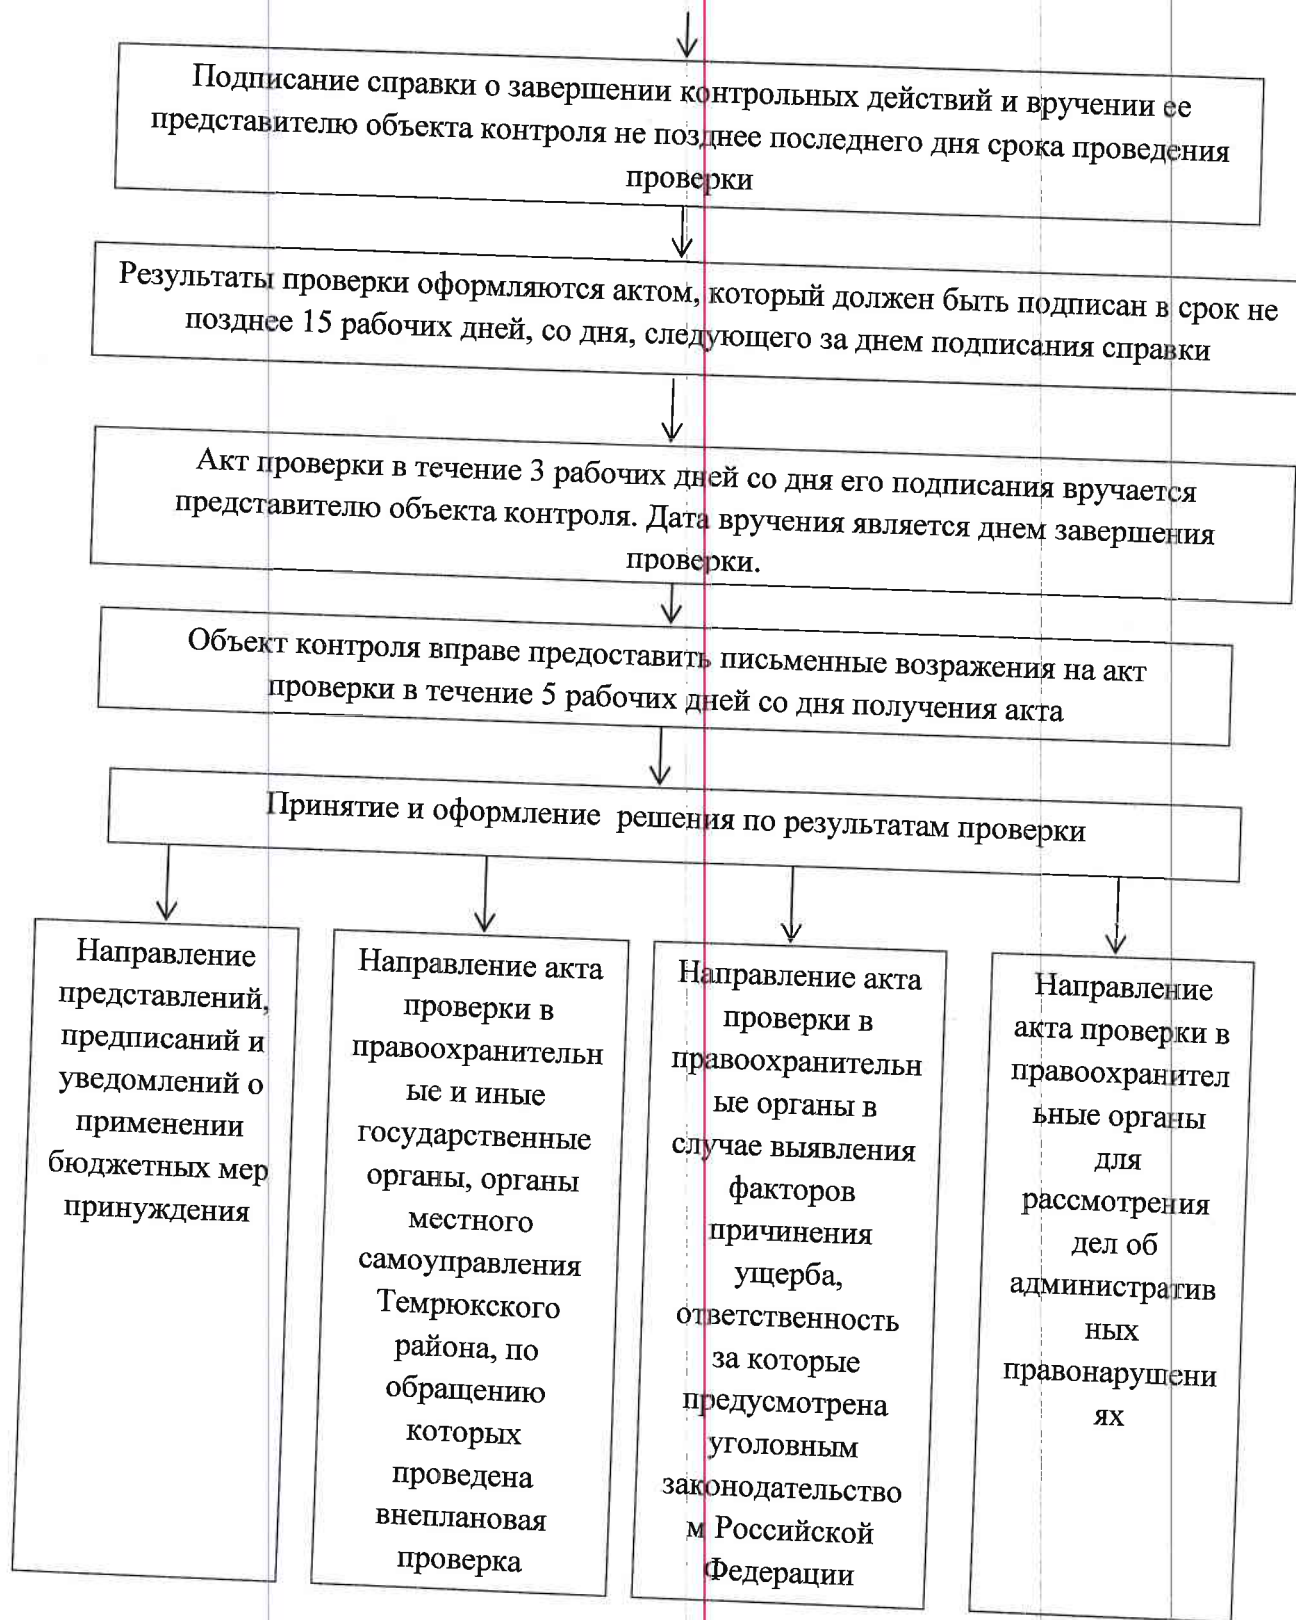 Подписание справки о завершении контрольных действий и вручении ее
представителю объекта контроля не позднее последнего дня срока проведения
проверки
Результаты проверки оформляются актом, который должен быть подписан в срок не
позднее 15 рабочих дней, со дня, следующего за днем подписания справки
Акт проверки в течение 3 рабочих дней со дня его подписания вручается
представителю объекта контроля. Дата вручения является днем завершения
проверки.
Объект контроля вправе предоставить письменные возражения на акт
проверки в течение 5 рабочих дней со дня получения акта
Принятие и оформление решения по результатам проверки
Направление
представлений,
предписаний и
уведомлений о
применении
бюджетных мер
принуждения
Направление акта
проверки в
правоохранительн
ые и иные
государственные
органы, органы
местного
самоуправления
Темрюкского
района, по
обращению
которых
проведена
внеплановая
проверка
Направление акта
проверки в
правоохранительн
ые органы в
случае выявления
факторов
причинения
ущерба,
ответственность
за которые
предусмотрена
уголовным
законодательство
м Российской
Федерации
Направление
акта проверки в
правоохранител
ьные органы
для
рассмотрения
дел об
административ
ных
правонарушени
ях